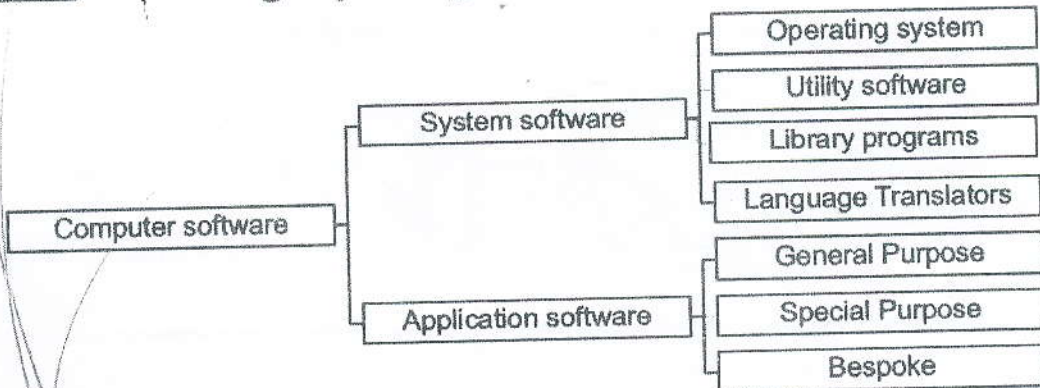 Operating system
Utility software
System software
Library programs
Language Translators
Computer software
General Purpose
Application software
Special Purpose
Bespoke